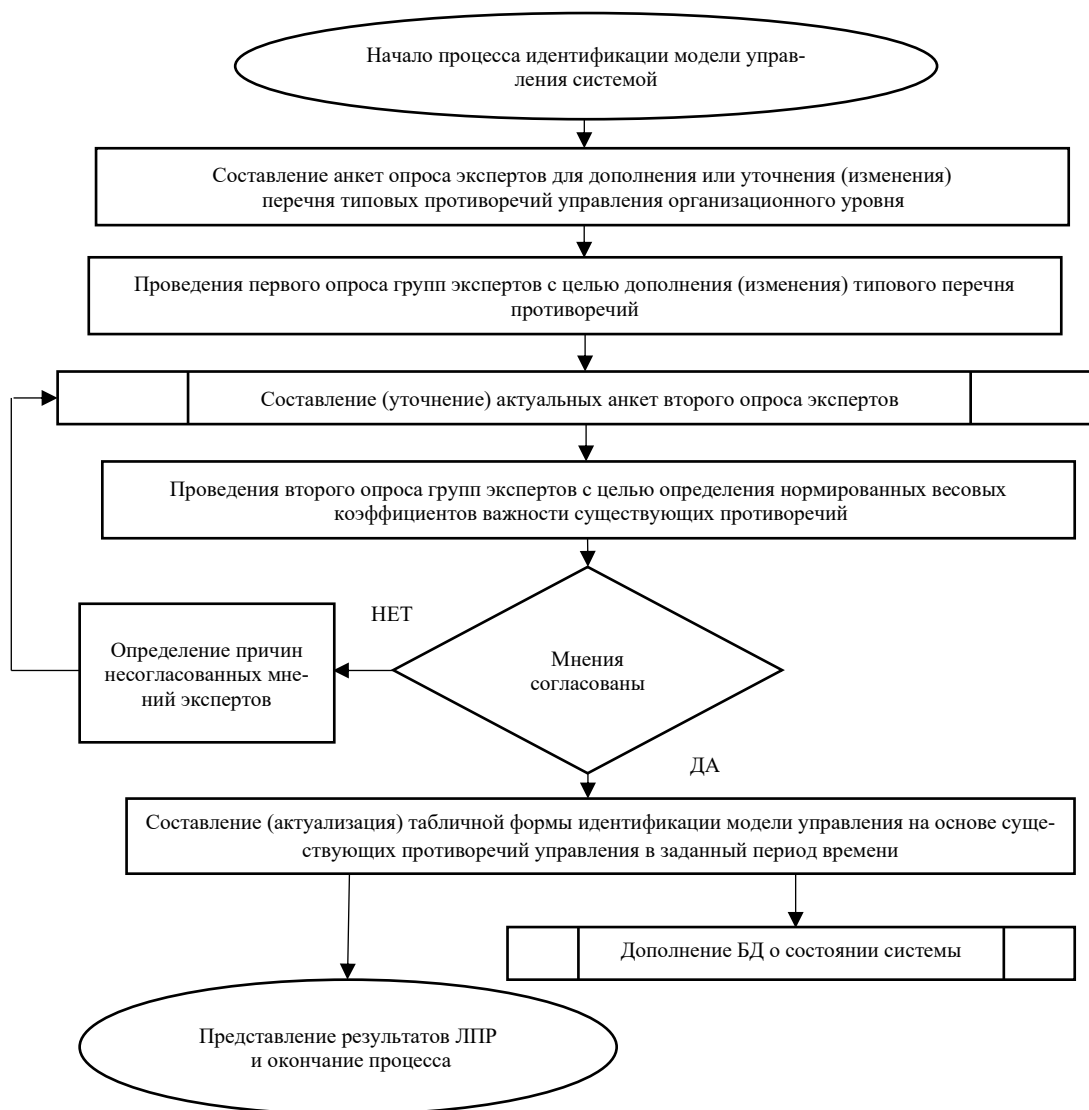 Начало процесса идентификации модели управ-
ления системой
Составление анкет опроса экспертов для дополнения или уточнения (изменения)
перечня типовых противоречий управления организационного уровня
Проведения первого опроса групп экспертов с целью дополнения (изменения) типового перечня
противоречий
Составление (уточнение) актуальных анкет второго опроса экспертов
Проведения второго опроса групп экспертов с целью определения нормированных весовых
коэффициентов важности существующих противоречий
НЕТ
Определение причин
несогласованных мне-
ний экспертов
Мнения
согласованы
ДА
Составление (актуализация) табличной формы идентификации модели управления на основе суще-
ствующих противоречий управления в заданный период времени
Дополнение БД о состоянии системы
Представление результатов ЛПР
и окончание процесса